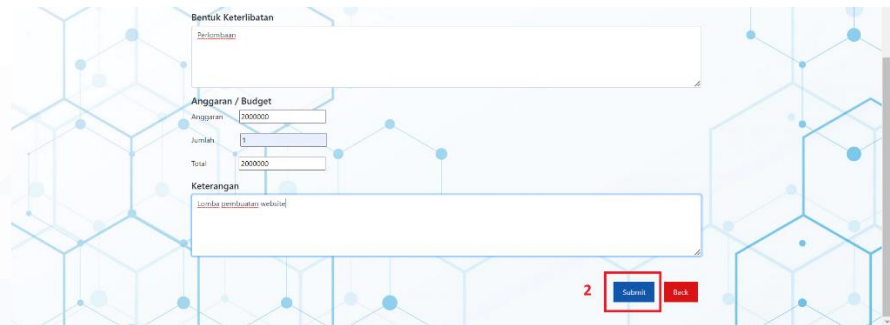 Bentuk Keterlibatan
Perlombaan
Anggaran / Budget
Anggaran 2000000
Jumlah 1
Total 2000000
Keterangan
Lomba pembuatan website
2 Submit Back